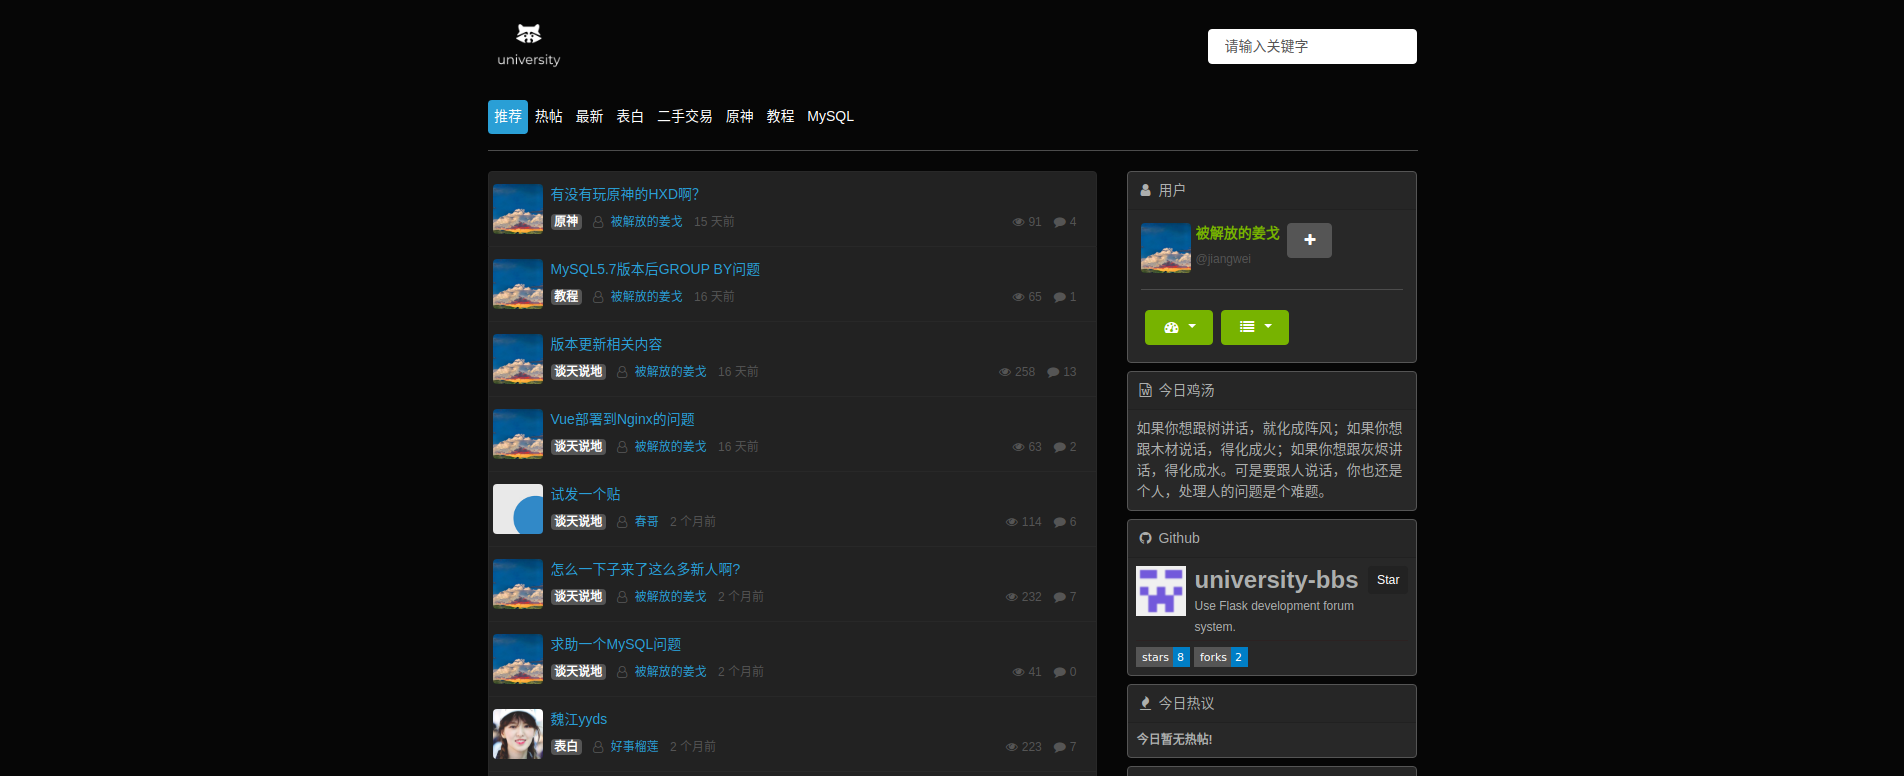 university
请输入关键字
推荐 热帖 最新 表白 二手交易 原神 教程 MySQL
有没有玩原神的HXD啊?
原神 被解放的姜戈 15 天前 91 4
MySQL5.7版本后GROUP BY问题
教程 被解放的姜戈 16 天前 65 1
版本更新相关内容
谈天说地 被解放的姜戈 16 天前 258 13
Vue部署到Nginx的问题
谈天说地 被解放的姜戈 16 天前 63 2
试发一个贴
谈天说地 春哥 2 个月前 114 6
怎么一下子来了这么多新人啊?
谈天说地 被解放的姜戈 2 个月前 232 7
求助一个MySQL问题
谈天说地 被解放的姜戈 2 个月前 41 0
魏江yyds
表白 好事榴莲 2 个月前 223 7
用户
被解放的姜戈
@jiangwei
今日鸡汤
如果你想跟树讲话，就化成阵风；如果你想
跟木材说话，得化成火；如果你想跟灰烬讲
话，得化成水。可是要跟人说话，你也还是
个人，处理人的问题是个难题。
Github
university-bbs Star
Use Flask development forum
system.
stars 8 forks 2
今日热议
今日暂无热帖!